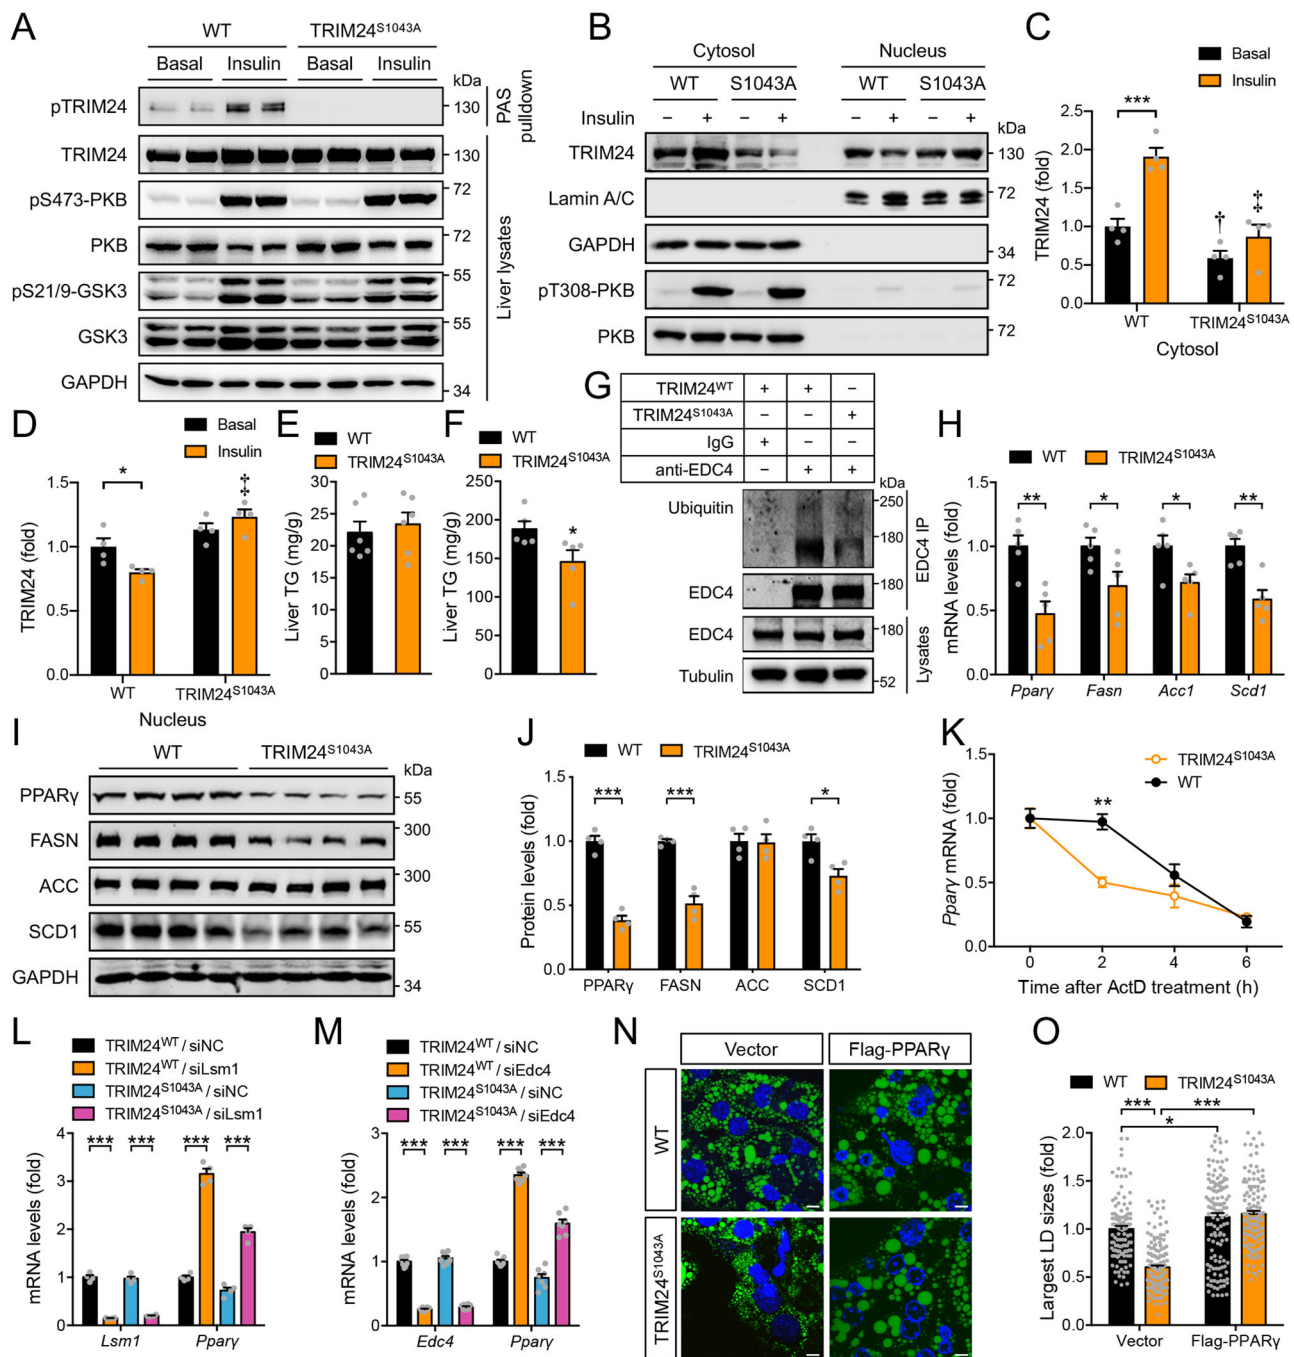 A
WT TRIM24S1043A
Basal Insulin Basal Insulin
kDa
pTRIM24 130
PAS pulldown
TRIM24 130
pS473-PKB 72
PKB 72
pS21/9-GSK3 55
GSK3 55
GAPDH 34
Liver lysates
B
Cytosol Nucleus
WT S1043A WT S1043A
Insulin − + − + − + − + kDa
TRIM24 130
Lamin A/C 72
GAPDH 34
pT308-PKB 72
PKB 72
C
Basal
Insulin
TRIM24 (fold)
2.5
2.0
1.5
1.0
0.5
0.0
***
†
‡
WT TRIM24S1043A
Cytosol
D
Basal
Insulin
TRIM24 (fold)
1.5
1.0
0.5
0.0
*
‡
WT TRIM24S1043A
Nucleus
E
WT
TRIM24S1043A
Liver TG (mg/g)
30
25
20
15
10
5
0
F
WT
TRIM24S1043A
Liver TG (mg/g)
250
200
150
100
50
0
*
G
TRIM24WT + + −
TRIM24S1043A − − +
IgG + − −
anti-EDC4 − + +
kDa
Ubiquitin 250
180
EDC4 180
EDC4 IP
EDC4 180
Tubulin 52
Lysates
H
WT TRIM24S1043A
mRNA levels (fold)
1.5
1.0
0.5
0.0
** * * **
Pparγ Fasn Acc1 Scd1
I
WT TRIM24S1043A
kDa
PPARγ 55
FASN 300
ACC 300
SCD1 55
GAPDH 34
J
WT TRIM24S1043A
Protein levels (fold)
1.5
1.0
0.5
0.0
*** *** *
PPARγ FASN ACC SCD1
K
TRIM24S1043A
WT
Pparγ mRNA (fold)
1.5
1.0
0.5
0.0
**
0 2 4 6
Time after ActD treatment (h)
L
TRIM24WT / siNC
TRIM24WT / siLsm1
TRIM24S1043A / siNC
TRIM24S1043A / siLsm1
mRNA levels (fold)
4
3
2
1
0
*** *** *** ***
Lsm1 Pparγ
M
TRIM24WT / siNC
TRIM24WT / siEdc4
TRIM24S1043A / siNC
TRIM24S1043A / siEdc4
mRNA levels (fold)
3
2
1
0
*** *** *** ***
Edc4 Pparγ
N
Vector Flag-PPARγ
WT
TRIM24S1043A
O
WT TRIM24S1043A
Largest LD sizes (fold)
2.0
1.5
1.0
0.5
0.0
*** ***
*
Vector Flag-PPARγ